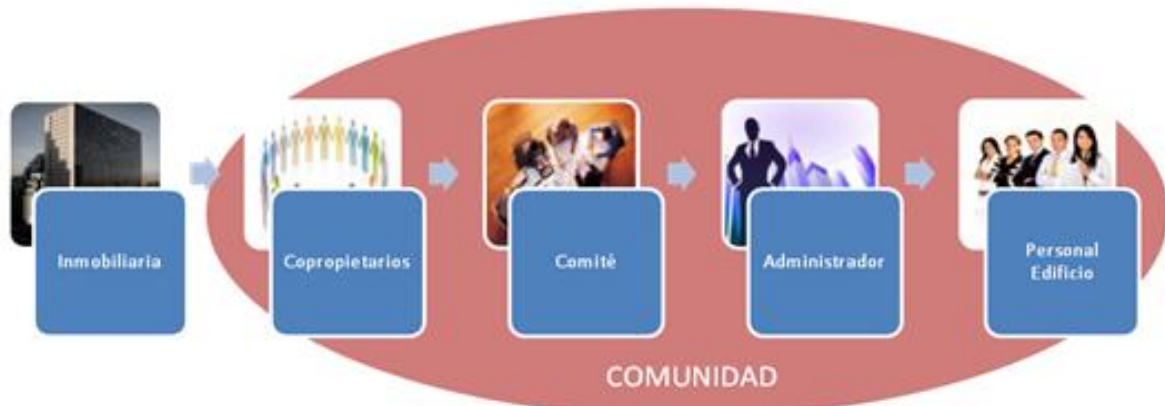 Inmobiliaria
Copropietarios
Comité
Administrador
Personal
Edificio
COMUNIDAD